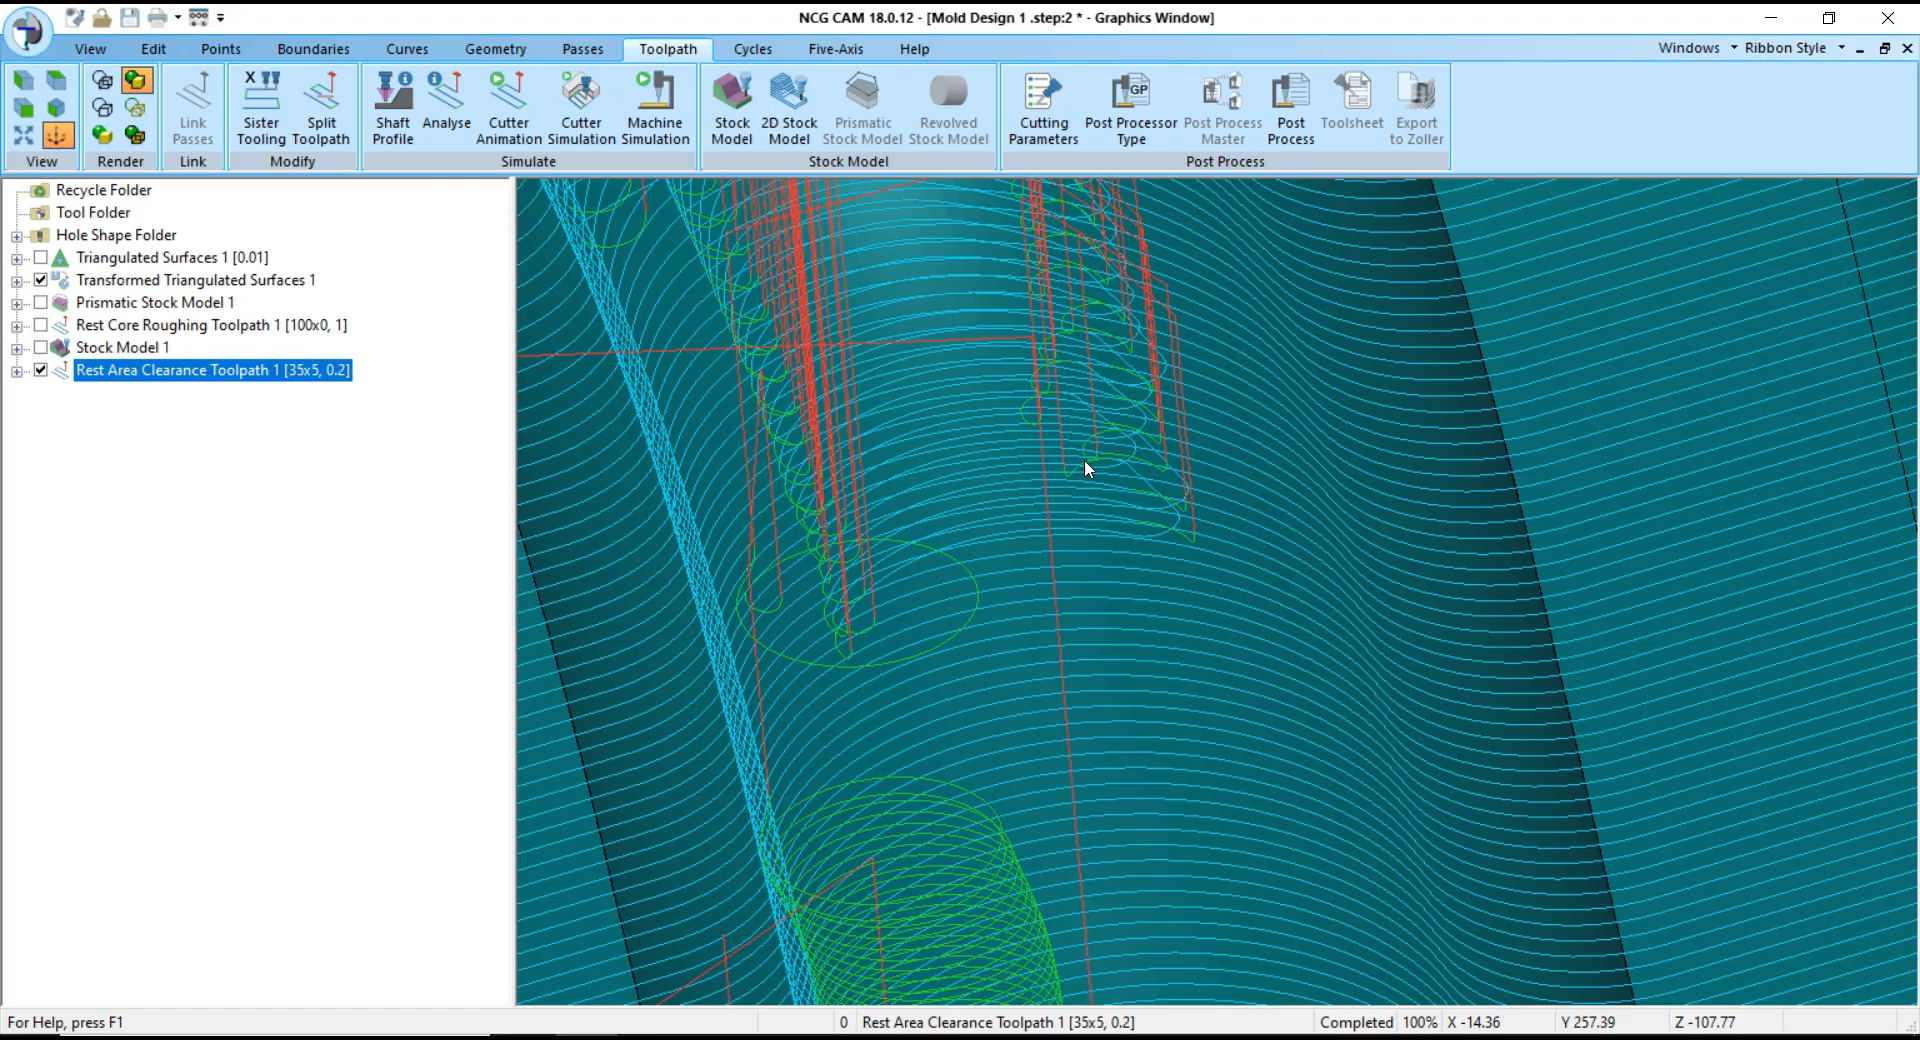 NCG CAM 18.0.12 - [Mold Design 1 .step:2 * - Graphics Window]
View Edit Points Boundaries Curves Geometry Passes Toolpath Cycles Five-Axis Help Windows Ribbon Style
Link Passes
Sister Tooling
Split Toolpath
Shaft Profile
Analyse
Cutter Animation
Cutter Simulation
Machine Simulation
Stock Model
2D Stock Model
Prismatic Stock Model
Revolved Stock Model
Cutting Parameters
GP
Post Processor Type
Post Process Master
Post Process
Toolsheet
Export to Zoller
View Render Link Modify Simulate Stock Model Post Process
Recycle Folder
Tool Folder
Hole Shape Folder
Triangulated Surfaces 1 [0.01]
Transformed Triangulated Surfaces 1
Prismatic Stock Model 1
Rest Core Roughing Toolpath 1 [100x0, 1]
Stock Model 1
Rest Area Clearance Toolpath 1 [35x5, 0.2]
For Help, press F1 0 Rest Area Clearance Toolpath 1 [35x5, 0.2] Completed 100% X -14.36 Y 257.39 Z -107.77